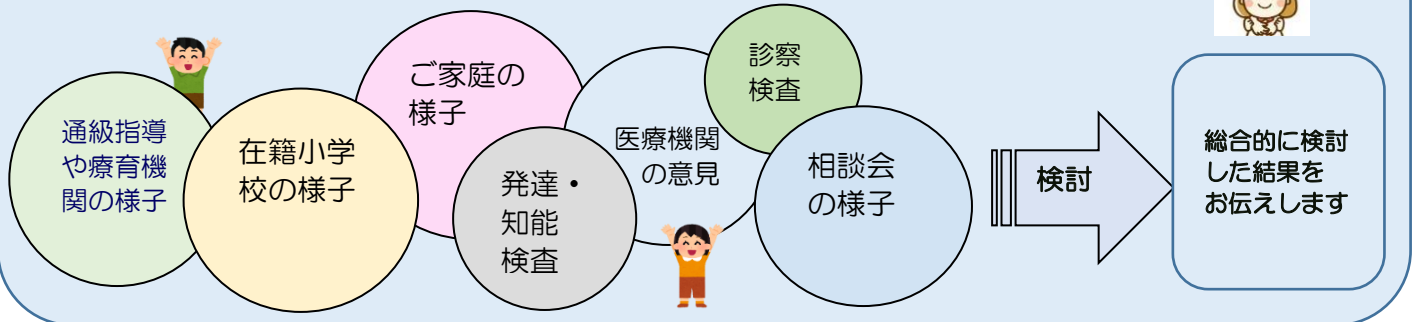 通級指導
や療育機
関の様子
在籍小学
校の様子
ご家庭の
様子
発達・
知能
検査
医療機関
の意見
診察
検査
相談会
の様子
検討
総合的に検討
した結果を
お伝えします